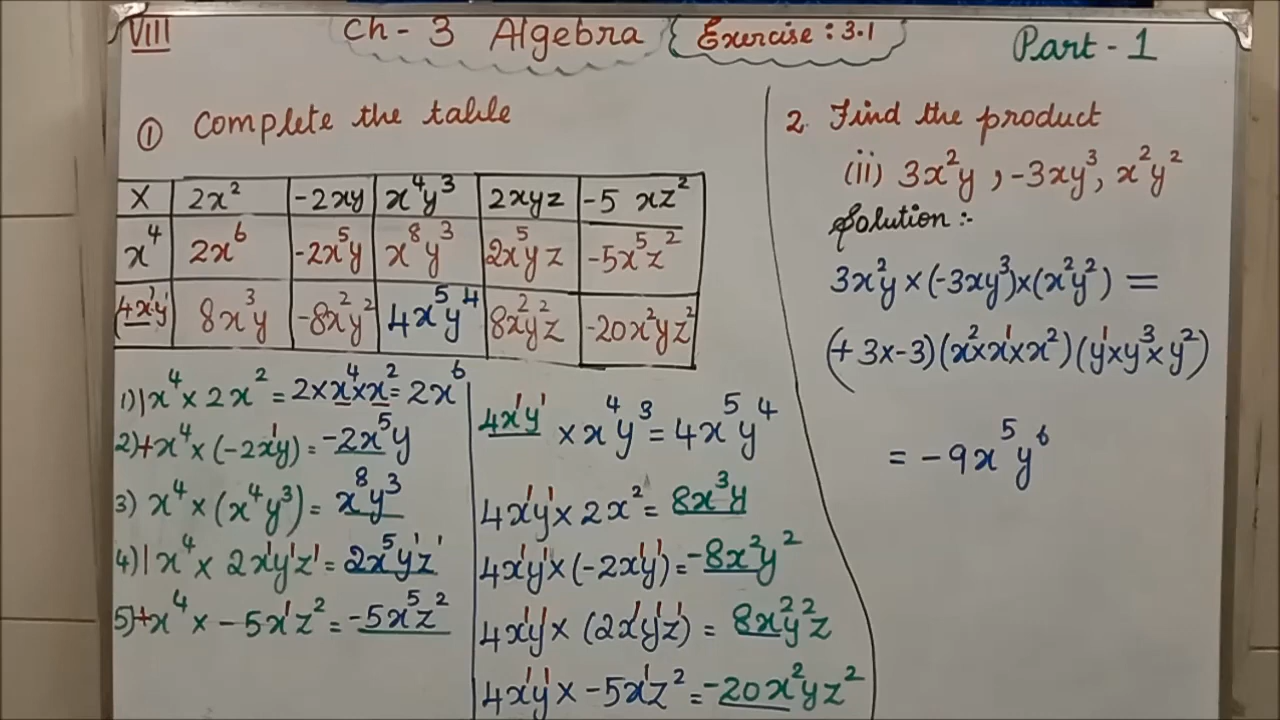 VIII Ch - 3 Algebra Exercise : 3.1 Part - 1
① Complete the table
× 2x² -2xy x⁴y³ 2xyz -5 xz²
x⁴ 2x⁶ -2x⁵y x⁸y³ 2x⁵yz -5x⁵z²
(4x¹y¹ 8x³y -8x²y² 4x⁵y⁴ 8x²y²z -20x²yz²
1) 1x⁴ × 2x² = 2 × x⁴ × x² = 2x⁶
2) +x⁴ × (-2x¹y) = -2x⁵y
3) x⁴ × (x⁴y³) = x⁸y³
4) 1x⁴ × 2x¹y¹z¹ = 2x⁵y¹z¹
5) +x⁴ × -5x¹z² = -5x⁵z²
4x¹y¹ × x⁴y³ = 4x⁵y⁴
4x¹y¹ × 2x² = 8x³y
4x¹y¹ × (-2x¹y¹) = -8x²y²
4x¹y¹ × (2x¹y¹z¹) = 8x²y²z
4x¹y¹ × -5x¹z² = -20x²yz²
2. Find the product
(ii) 3x²y , -3xy³, x²y²
Solution :-
3x²y × (-3xy³) × (x²y²) =
(+3 × -3) (x² × x¹ × x²) (y¹ × y³ × y²)
= -9x⁵y⁶